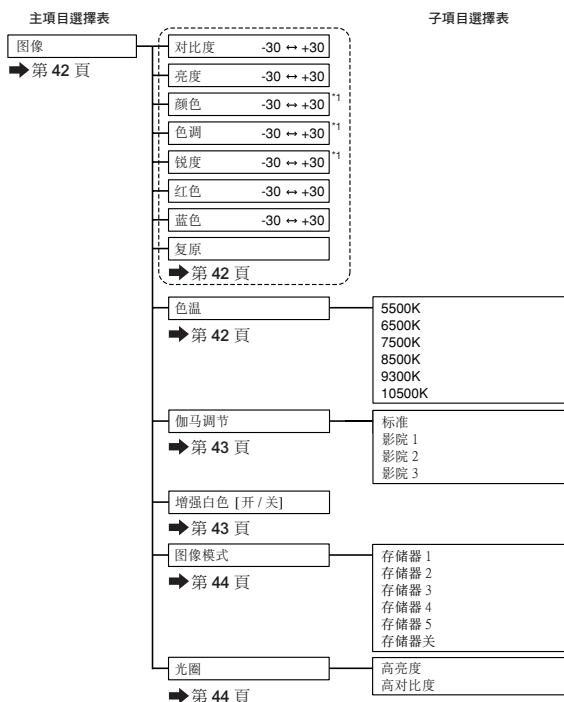 主項目選擇表
子項目選擇表
图像
第 42 頁
对比度 -30 ↔ +30
亮度 -30 ↔ +30
颜色 -30 ↔ +30 *1
色调 -30 ↔ +30 *1
锐度 -30 ↔ +30 *1
红色 -30 ↔ +30
蓝色 -30 ↔ +30
复原
第 42 頁
色温
第 42 頁
5500K
6500K
7500K
8500K
9300K
10500K
伽马调节
第 43 頁
标准
影院 1
影院 2
影院 3
增强白色 [ 开 / 关]
第 43 頁
图像模式
第 44 頁
存储器 1
存储器 2
存储器 3
存储器 4
存储器 5
存储器关
光圈
第 44 頁
高亮度
高对比度